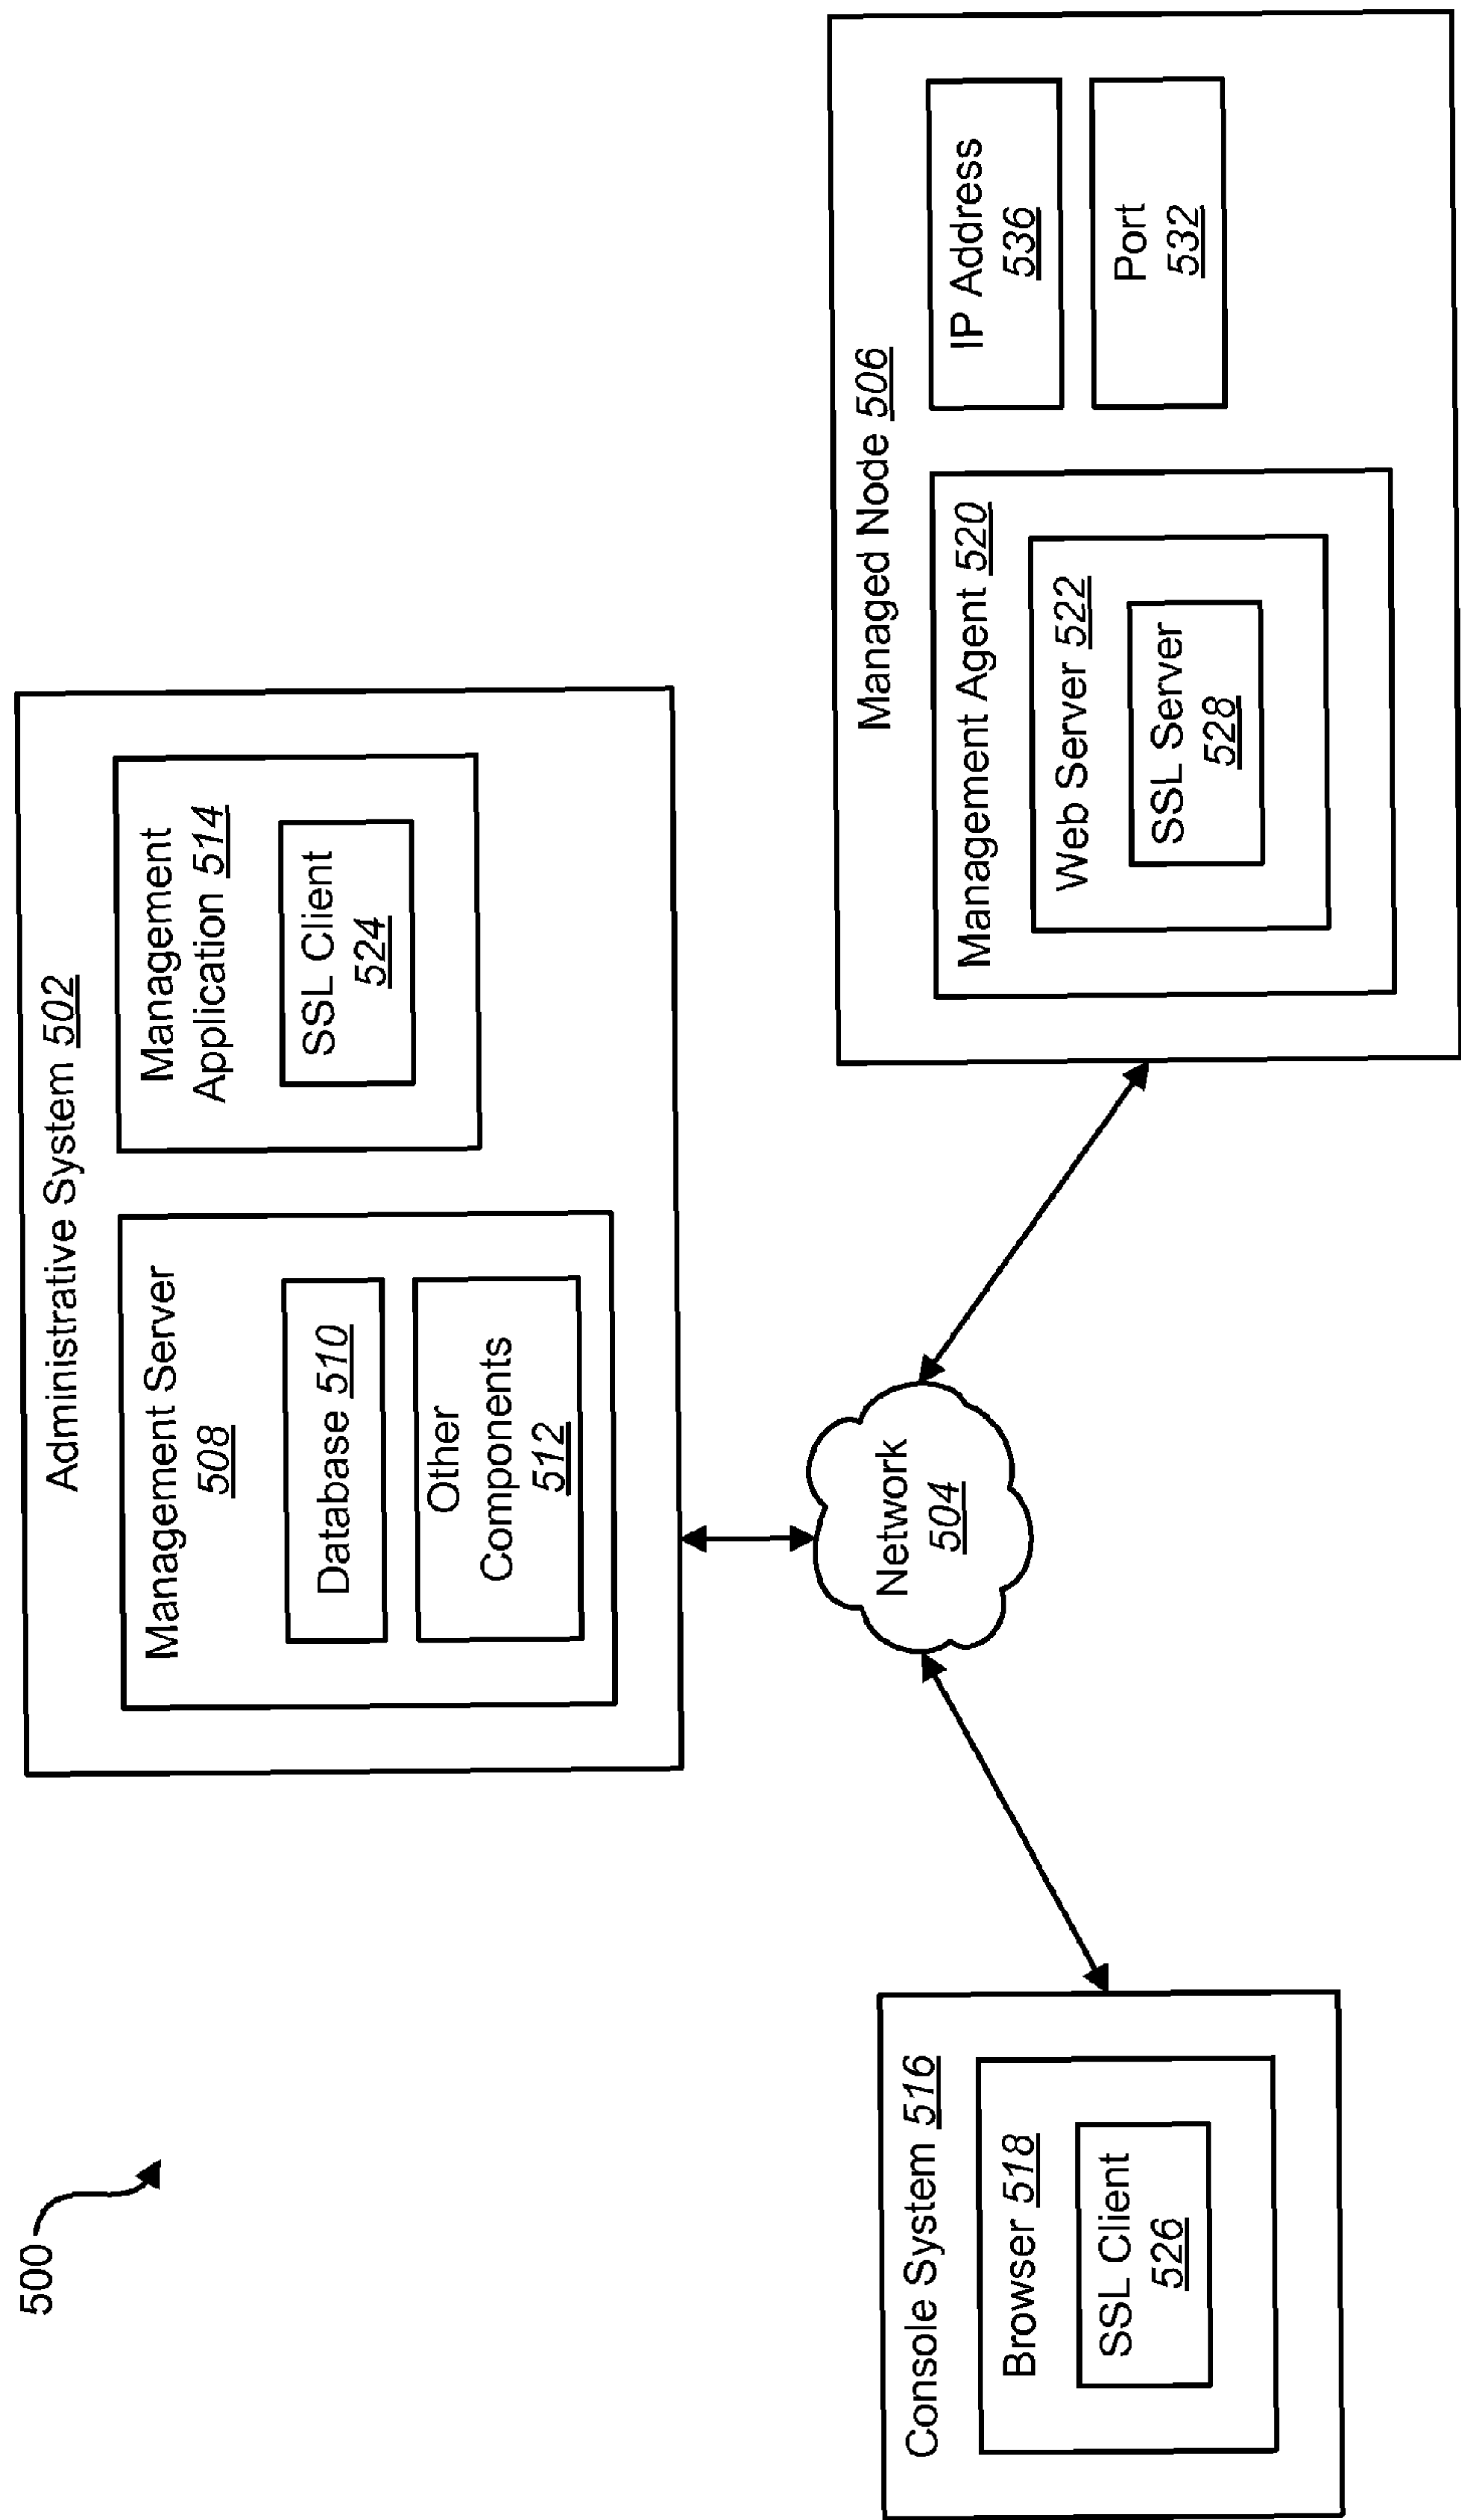 500
Administrative System 502
Management Server
508
Database 510
Other
Components
512
Management
Application 514
SSL Client
524
Network
504
Console System 516
Browser 518
SSL Client
526
Managed Node 506
Management Agent 520
Web Server 522
SSL Server
528
IP Address
536
Port
532